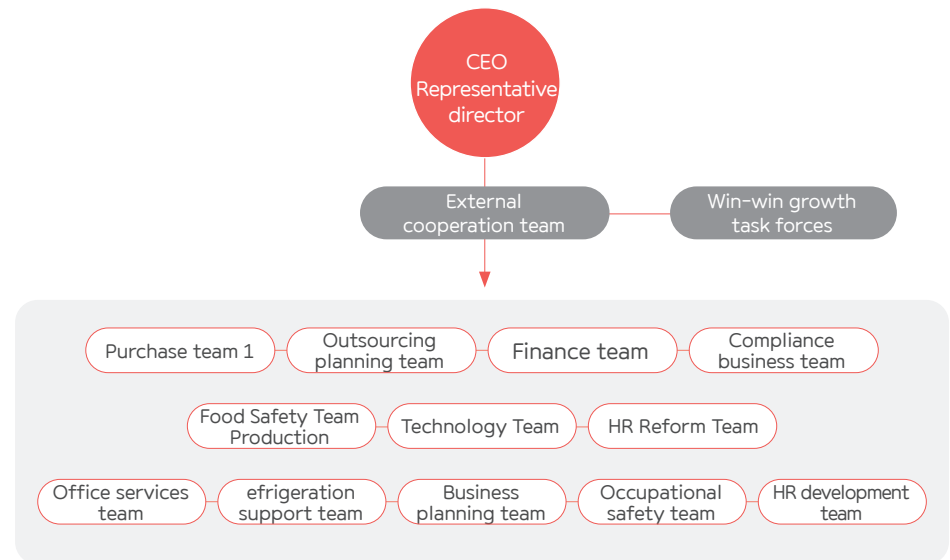 CEO
Representative
director
External
cooperation team
Win-win growth
task forces
Purchase team 1
Outsourcing
planning team
Finance team
Compliance
business team
Food Safety Team
Production
Technology Team
HR Reform Team
Office services
team
efrigeration
support team
Business
planning team
Occupational
safety team
HR development
team